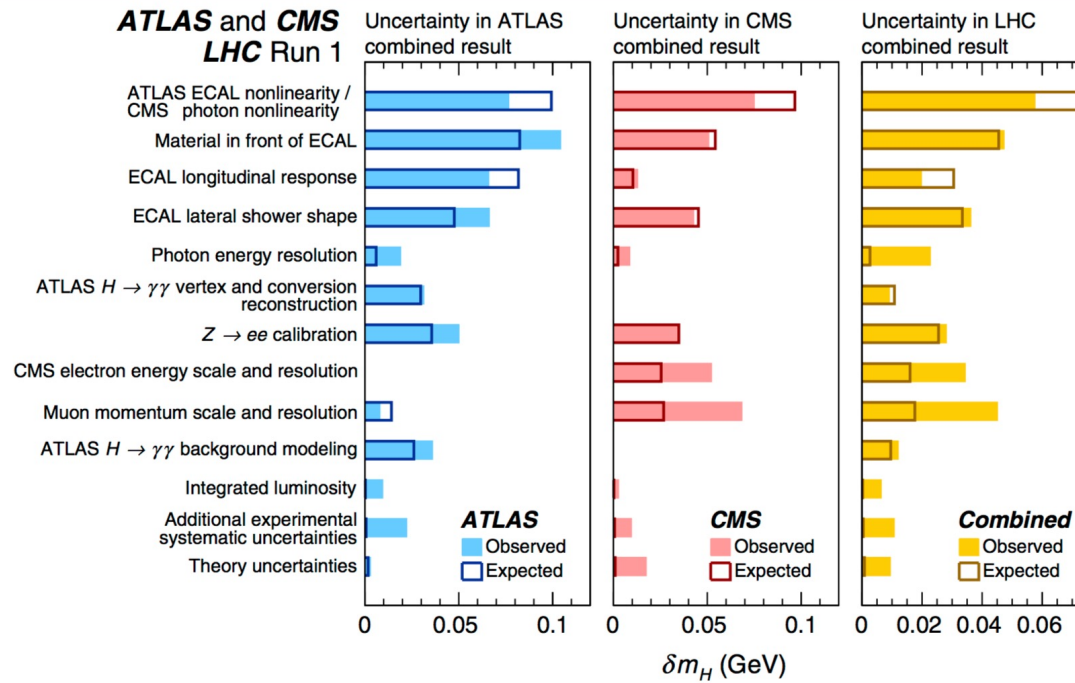 ATLAS and CMS
LHC Run 1
Uncertainty in ATLAS
combined result
Uncertainty in CMS
combined result
Uncertainty in LHC
combined result
ATLAS ECAL nonlinearity /
CMS photon nonlinearity
Material in front of ECAL
ECAL longitudinal response
ECAL lateral shower shape
Photon energy resolution
ATLAS H → γγ vertex and conversion
reconstruction
Z → ee calibration
CMS electron energy scale and resolution
Muon momentum scale and resolution
ATLAS H → γγ background modeling
Integrated luminosity
Additional experimental
systematic uncertainties
Theory uncertainties
ATLAS
Observed
Expected
CMS
Observed
Expected
Combined
Observed
Expected
0 0.05 0.1
0 0.05 0.1
0 0.02 0.04 0.06
δm_H (GeV)